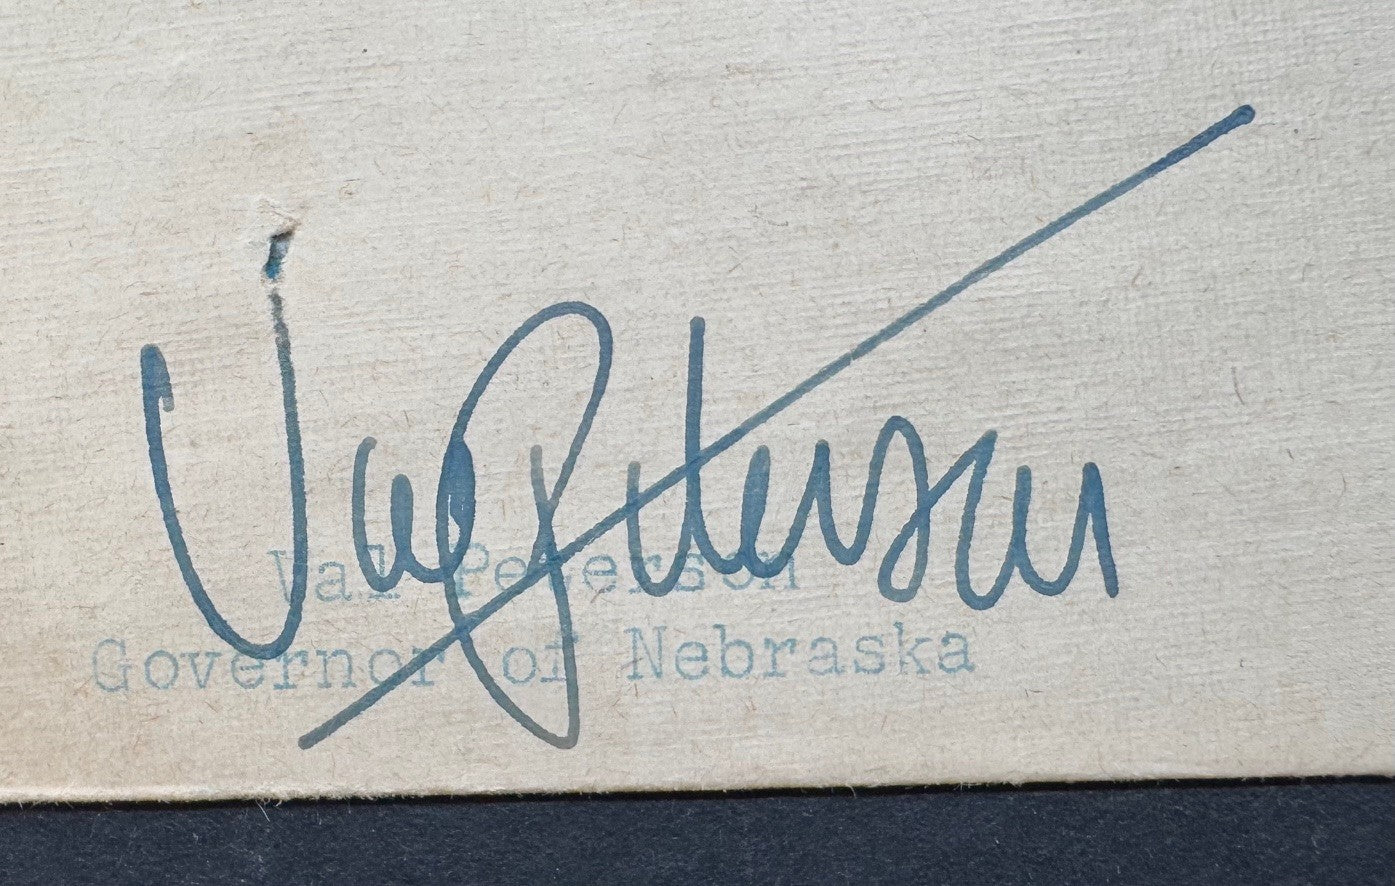 Val Peterson
Val Peterson
Governor of Nebraska